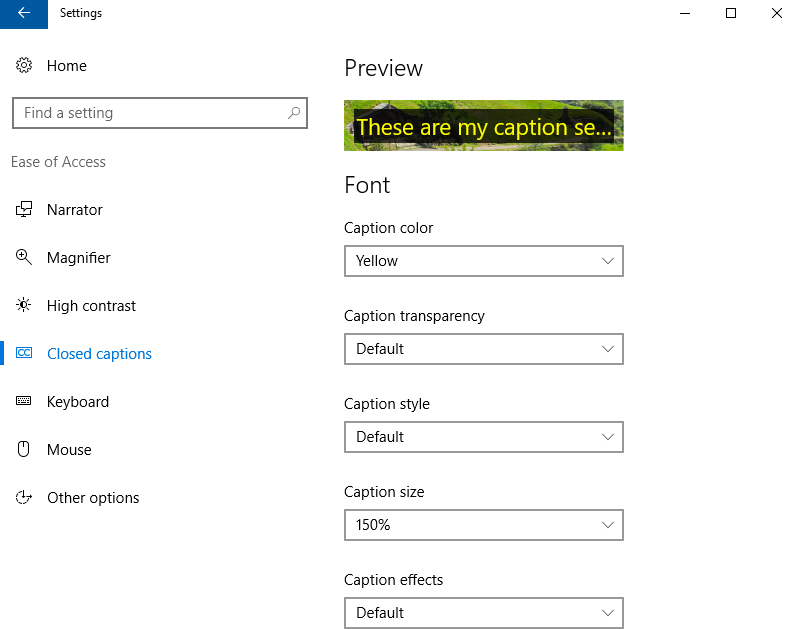 Settings
Home
Find a setting
Ease of Access
Narrator
Magnifier
High contrast
CC Closed captions
Keyboard
Mouse
Other options
Preview
These are my caption se...
Font
Caption color
Yellow
Caption transparency
Default
Caption style
Default
Caption size
150%
Caption effects
Default